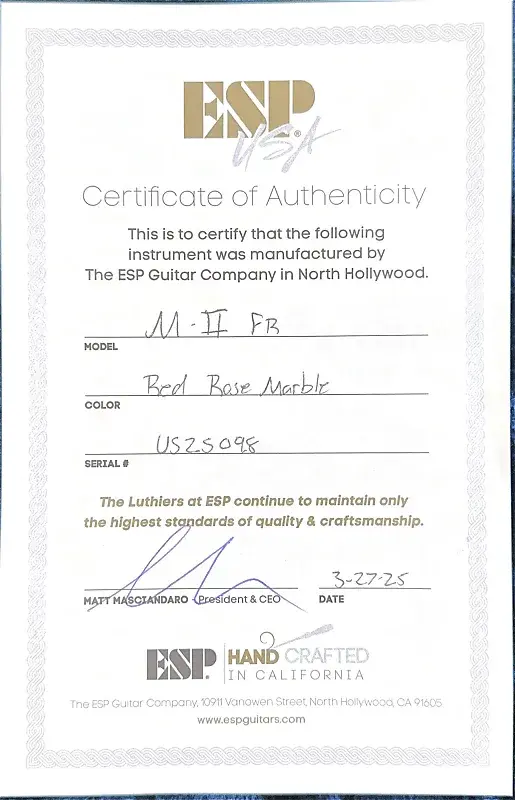 ESP®
USA
Certificate of Authenticity
This is to certify that the following
instrument was manufactured by
The ESP Guitar Company in North Hollywood.
M-II FR
MODEL
Red Rose Marble
COLOR
US25098
SERIAL #
The Luthiers at ESP continue to maintain only
the highest standards of quality & craftsmanship.
3-27-25
MATT MASCIANDARO - President & CEO DATE
ESP. HAND CRAFTED
IN CALIFORNIA
The ESP Guitar Company, 10911 Vanowen Street, North Hollywood, CA 91605
www.espguitars.com